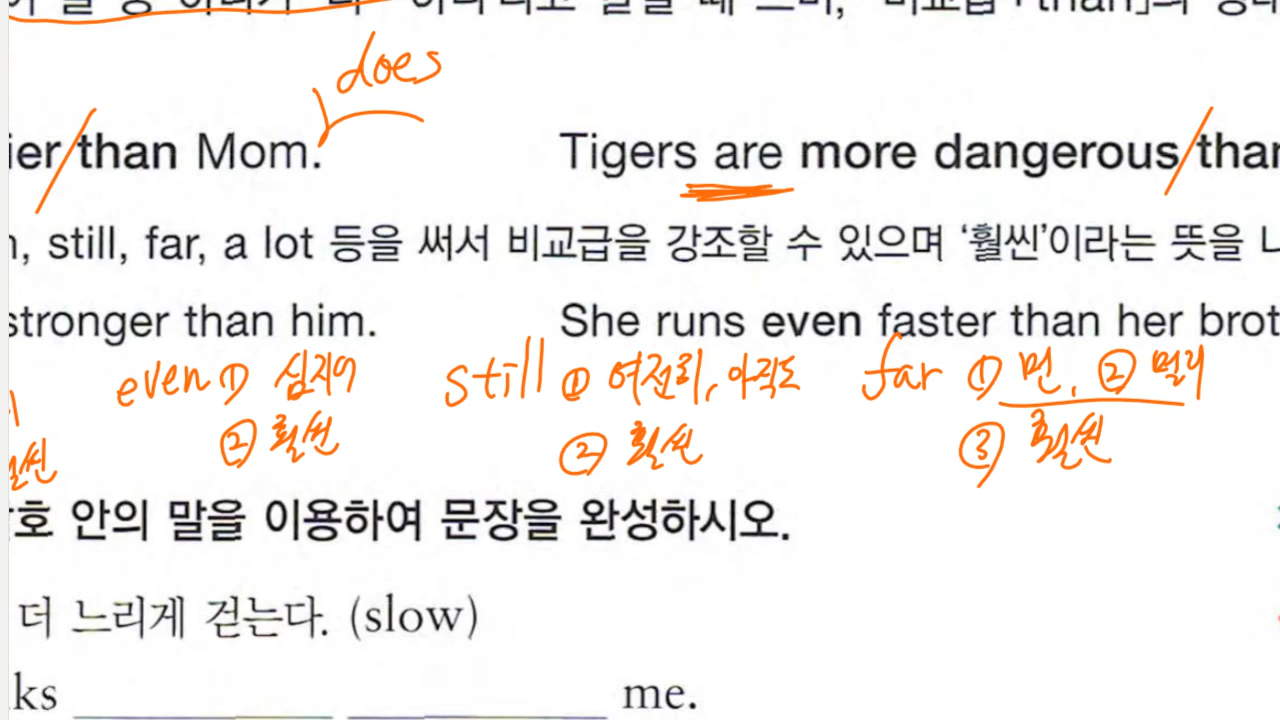 does
ier than Mom.
Tigers are more dangerous than
, still, far, a lot 등을 써서 비교급을 강조할 수 있으며 ‘훨씬’이라는 뜻을 나
stronger than him.
She runs even faster than her brot
even ① 심지어
② 훨씬
still ① 여전히, 아직도
② 훨씬
far ① 먼, ② 멀리
③ 훨씬
호 안의 말을 이용하여 문장을 완성하시오.
더 느리게 걷는다. (slow)
ks ______ ______ me.